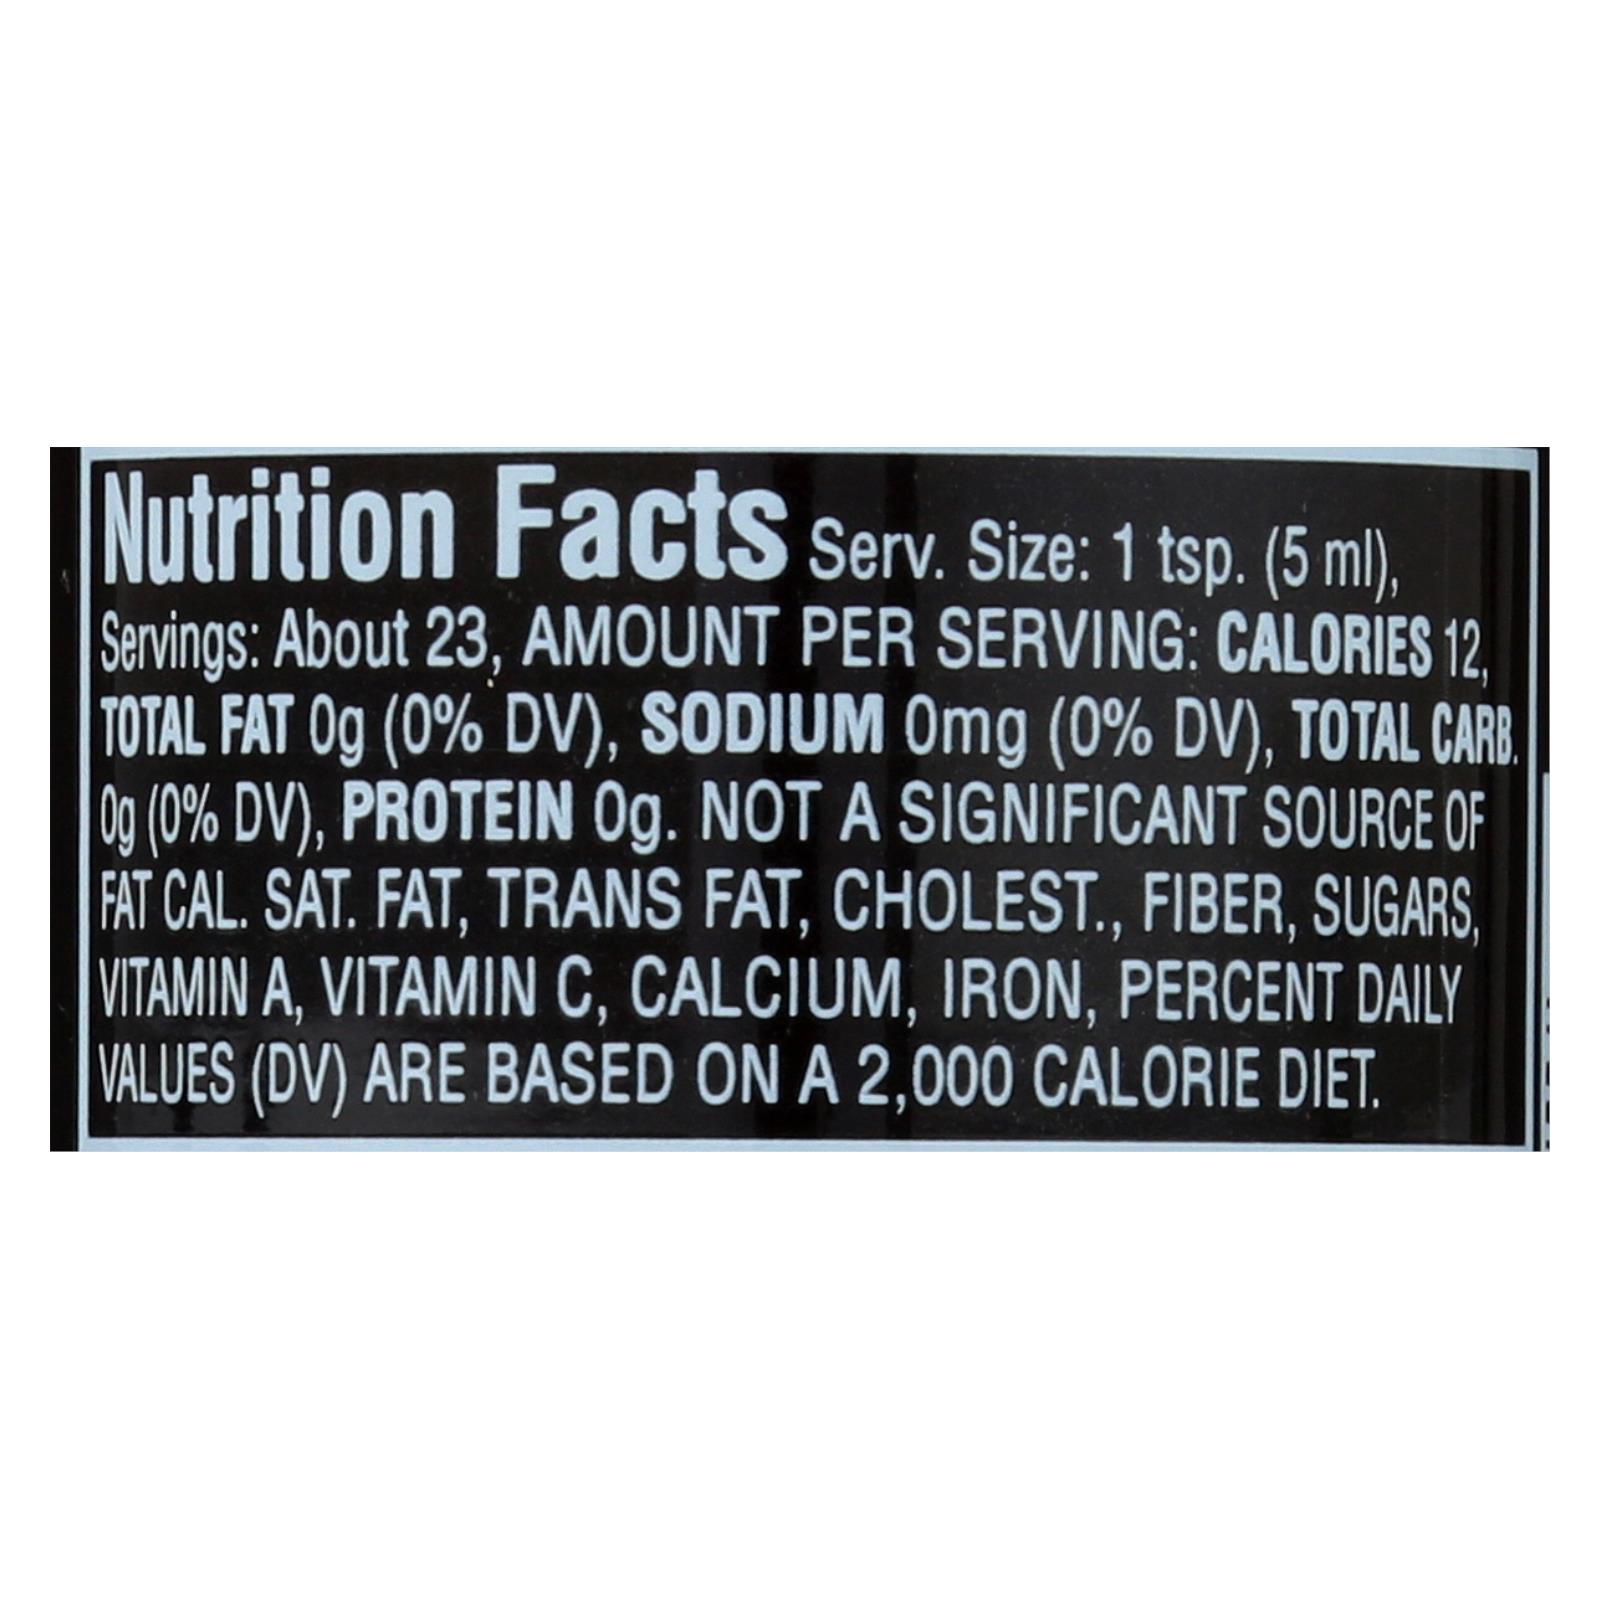 Nutrition Facts Serv. Size: 1 tsp. (5 ml),
Servings: About 23, AMOUNT PER SERVING: CALORIES 12,
TOTAL FAT 0g (0% DV), SODIUM 0mg (0% DV), TOTAL CARB.
0g (0% DV), PROTEIN 0g. NOT A SIGNIFICANT SOURCE OF
FAT CAL. SAT. FAT, TRANS FAT, CHOLEST., FIBER, SUGARS,
VITAMIN A, VITAMIN C, CALCIUM, IRON, PERCENT DAILY
VALUES (DV) ARE BASED ON A 2,000 CALORIE DIET.